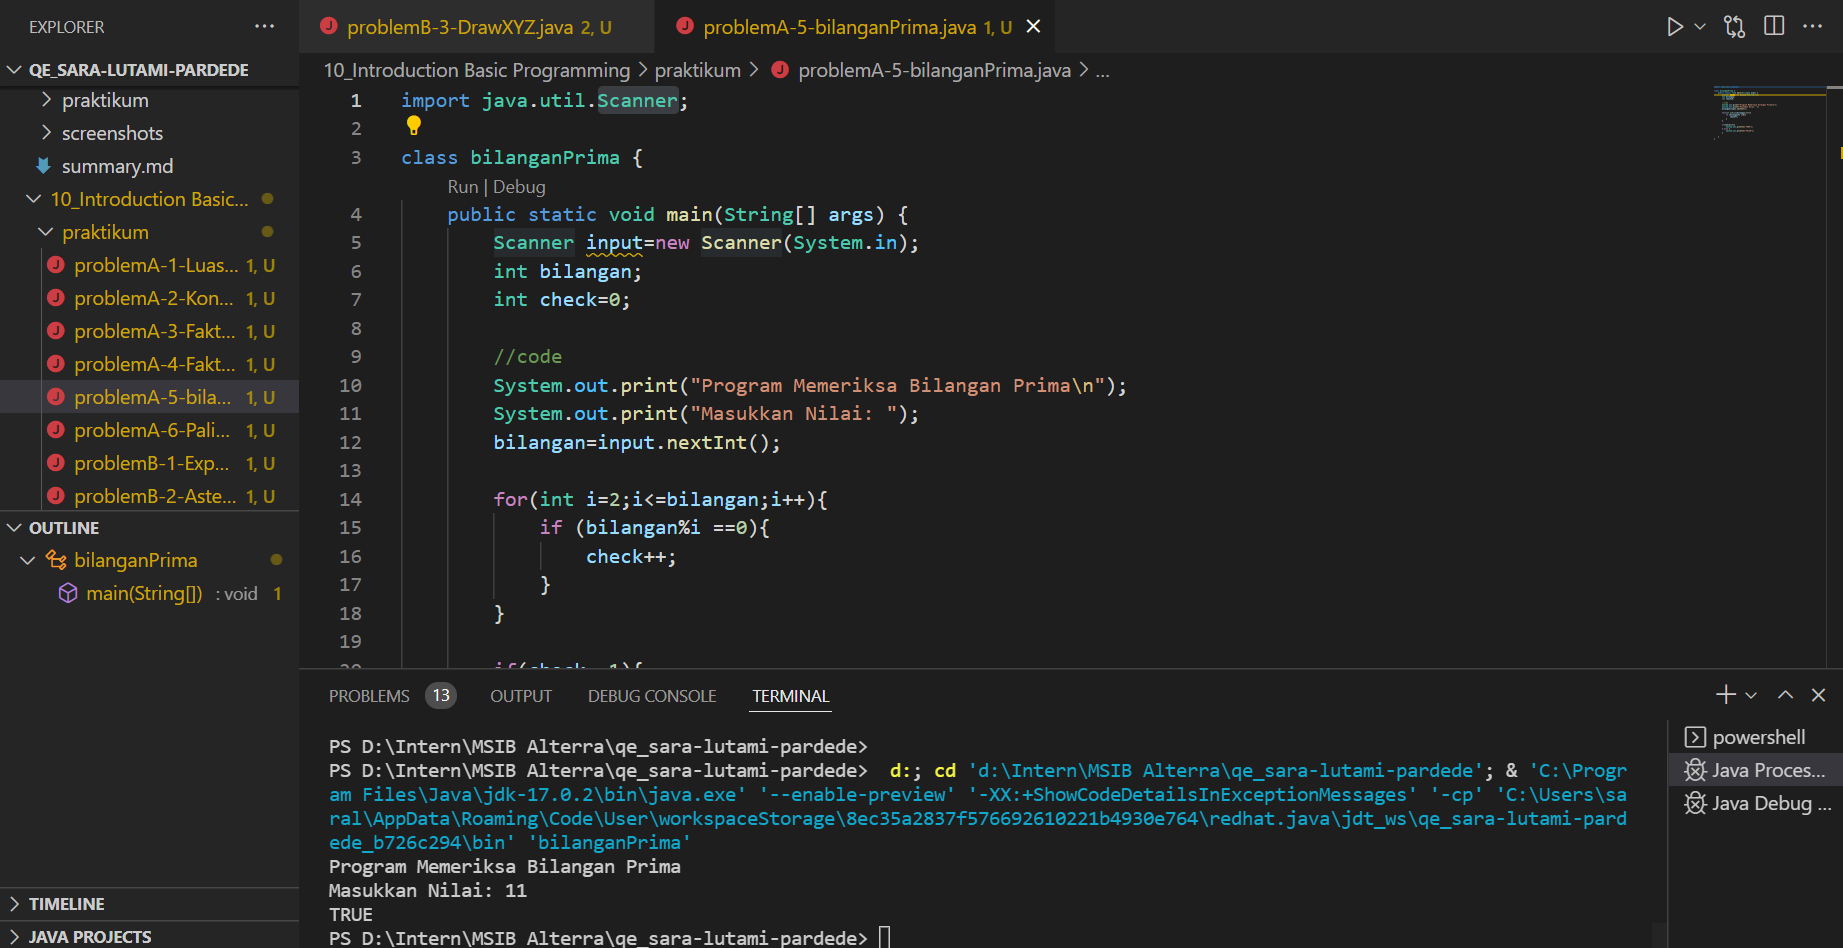 EXPLORER
QE_SARA-LUTAMI-PARDEDE
praktikum
screenshots
summary.md
10_Introduction Basic...
praktikum
problemA-1-Luas... 1, U
problemA-2-Kon... 1, U
problemA-3-Fakt... 1, U
problemA-4-Fakt... 1, U
problemA-5-bila... 1, U
problemA-6-Pali... 1, U
problemB-1-Exp... 1, U
problemB-2-Aste... 1, U
OUTLINE
bilanganPrima
main(String[]) : void 1
TIMELINE
JAVA PROJECTS
problemB-3-DrawXYZ.java 2, U
problemA-5-bilanganPrima.java 1, U
10_Introduction Basic Programming > praktikum > problemA-5-bilanganPrima.java > ...
1 import java.util.Scanner;
2
3 class bilanganPrima {
Run | Debug
4 public static void main(String[] args) {
5 Scanner input=new Scanner(System.in);
6 int bilangan;
7 int check=0;
8
9 //code
10 System.out.print("Program Memeriksa Bilangan Prima\n");
11 System.out.print("Masukkan Nilai: ");
12 bilangan=input.nextInt();
13
14 for(int i=2;i<=bilangan;i++){
15 if (bilangan%i ==0){
16 check++;
17 }
18 }
19
PROBLEMS 13 OUTPUT DEBUG CONSOLE TERMINAL
PS D:\Intern\MSIB Alterra\qe_sara-lutami-pardede>
PS D:\Intern\MSIB Alterra\qe_sara-lutami-pardede> d:; cd 'd:\Intern\MSIB Alterra\qe_sara-lutami-pardede'; & 'C:\Progr
am Files\Java\jdk-17.0.2\bin\java.exe' '--enable-preview' '-XX:+ShowCodeDetailsInExceptionMessages' '-cp' 'C:\Users\sa
ral\AppData\Roaming\Code\User\workspaceStorage\8ec35a2837f576692610221b4930e764\redhat.java\jdt_ws\qe_sara-lutami-pard
ede_b726c294\bin' 'bilanganPrima'
Program Memeriksa Bilangan Prima
Masukkan Nilai: 11
TRUE
PS D:\Intern\MSIB Alterra\qe_sara-lutami-pardede>
powershell
Java Proces...
Java Debug ...